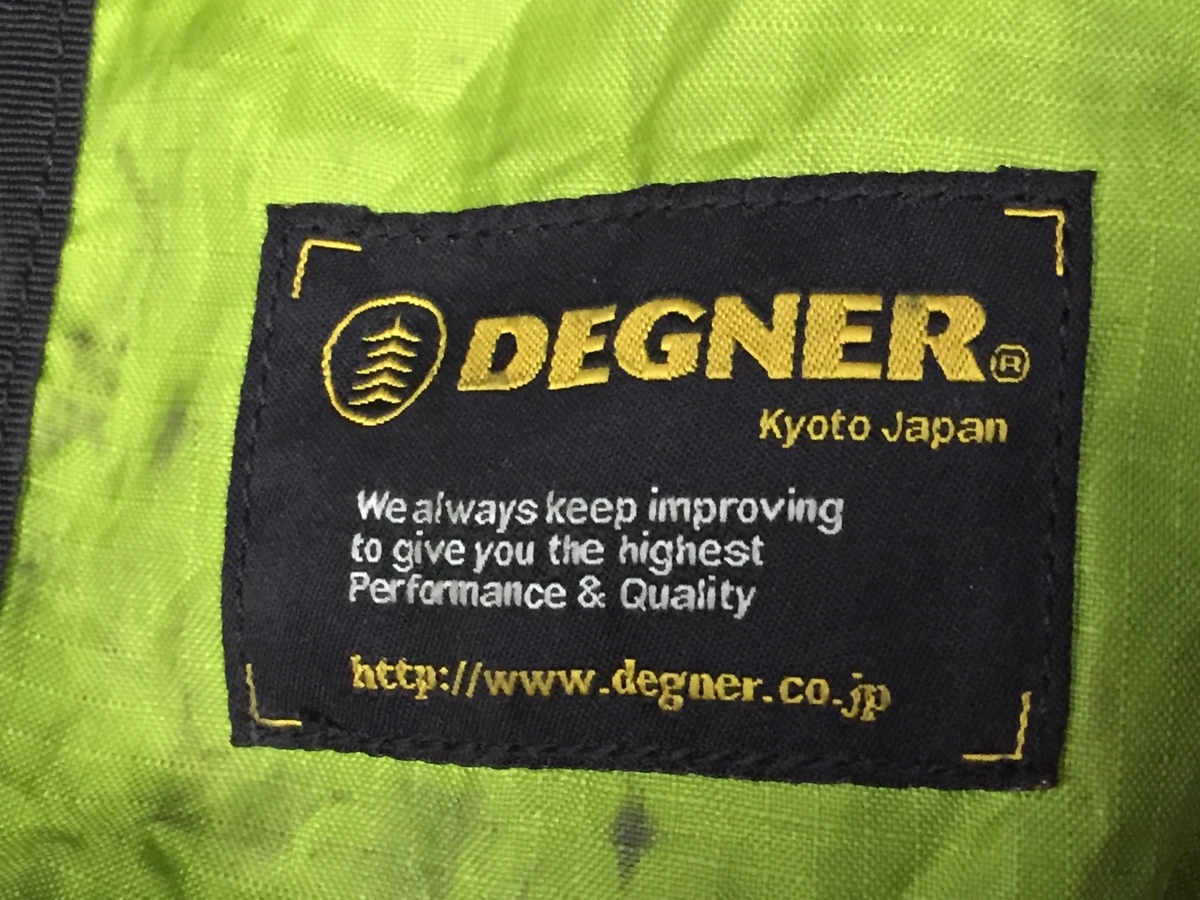 DEGNER®
Kyoto Japan
We always keep improving
to give you the highest
Performance & Quality
http://www.degner.co.jp